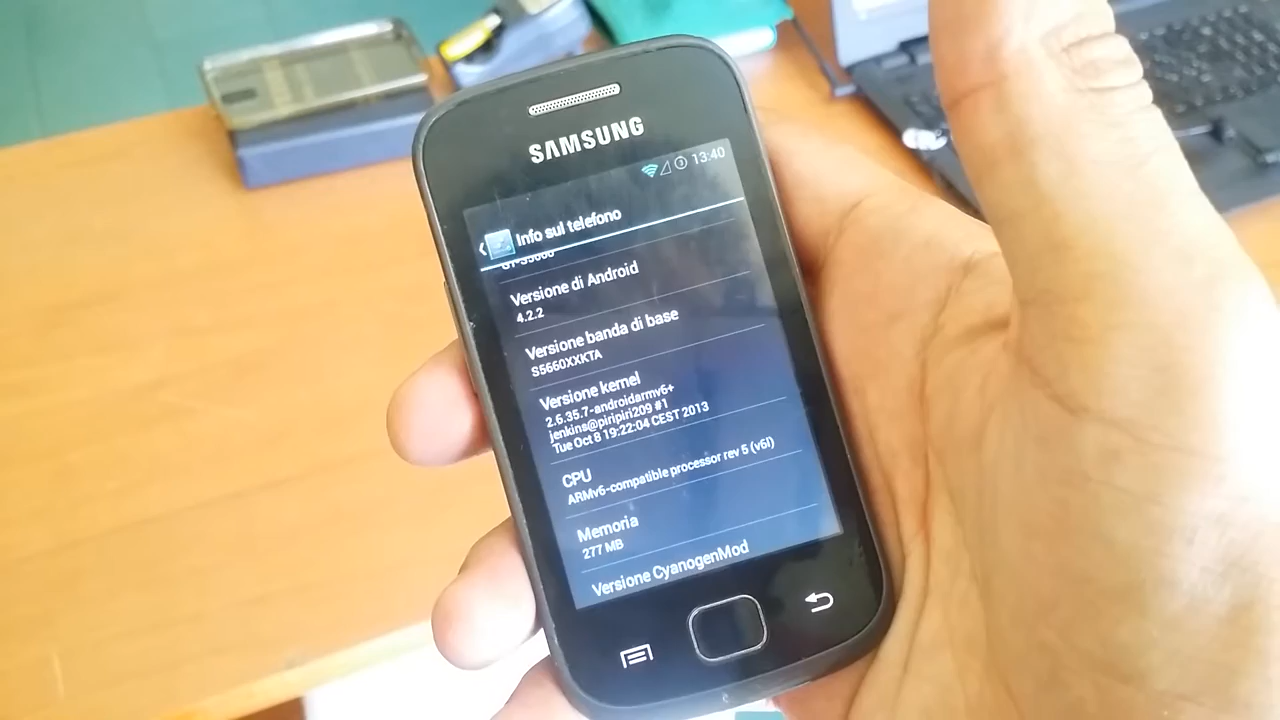 SAMSUNG
13:40
Info sul telefono
Versione di Android
4.2.2
Versione banda di base
S5660XXKTA
Versione kernel
2.6.35.7-androidarmv6+
jenkins@piripiri209 #1
Tue Oct 8 19:22:04 CEST 2013
CPU
ARMv6-compatible processor rev 5 (v6l)
Memoria
277 MB
Versione CyanogenMod